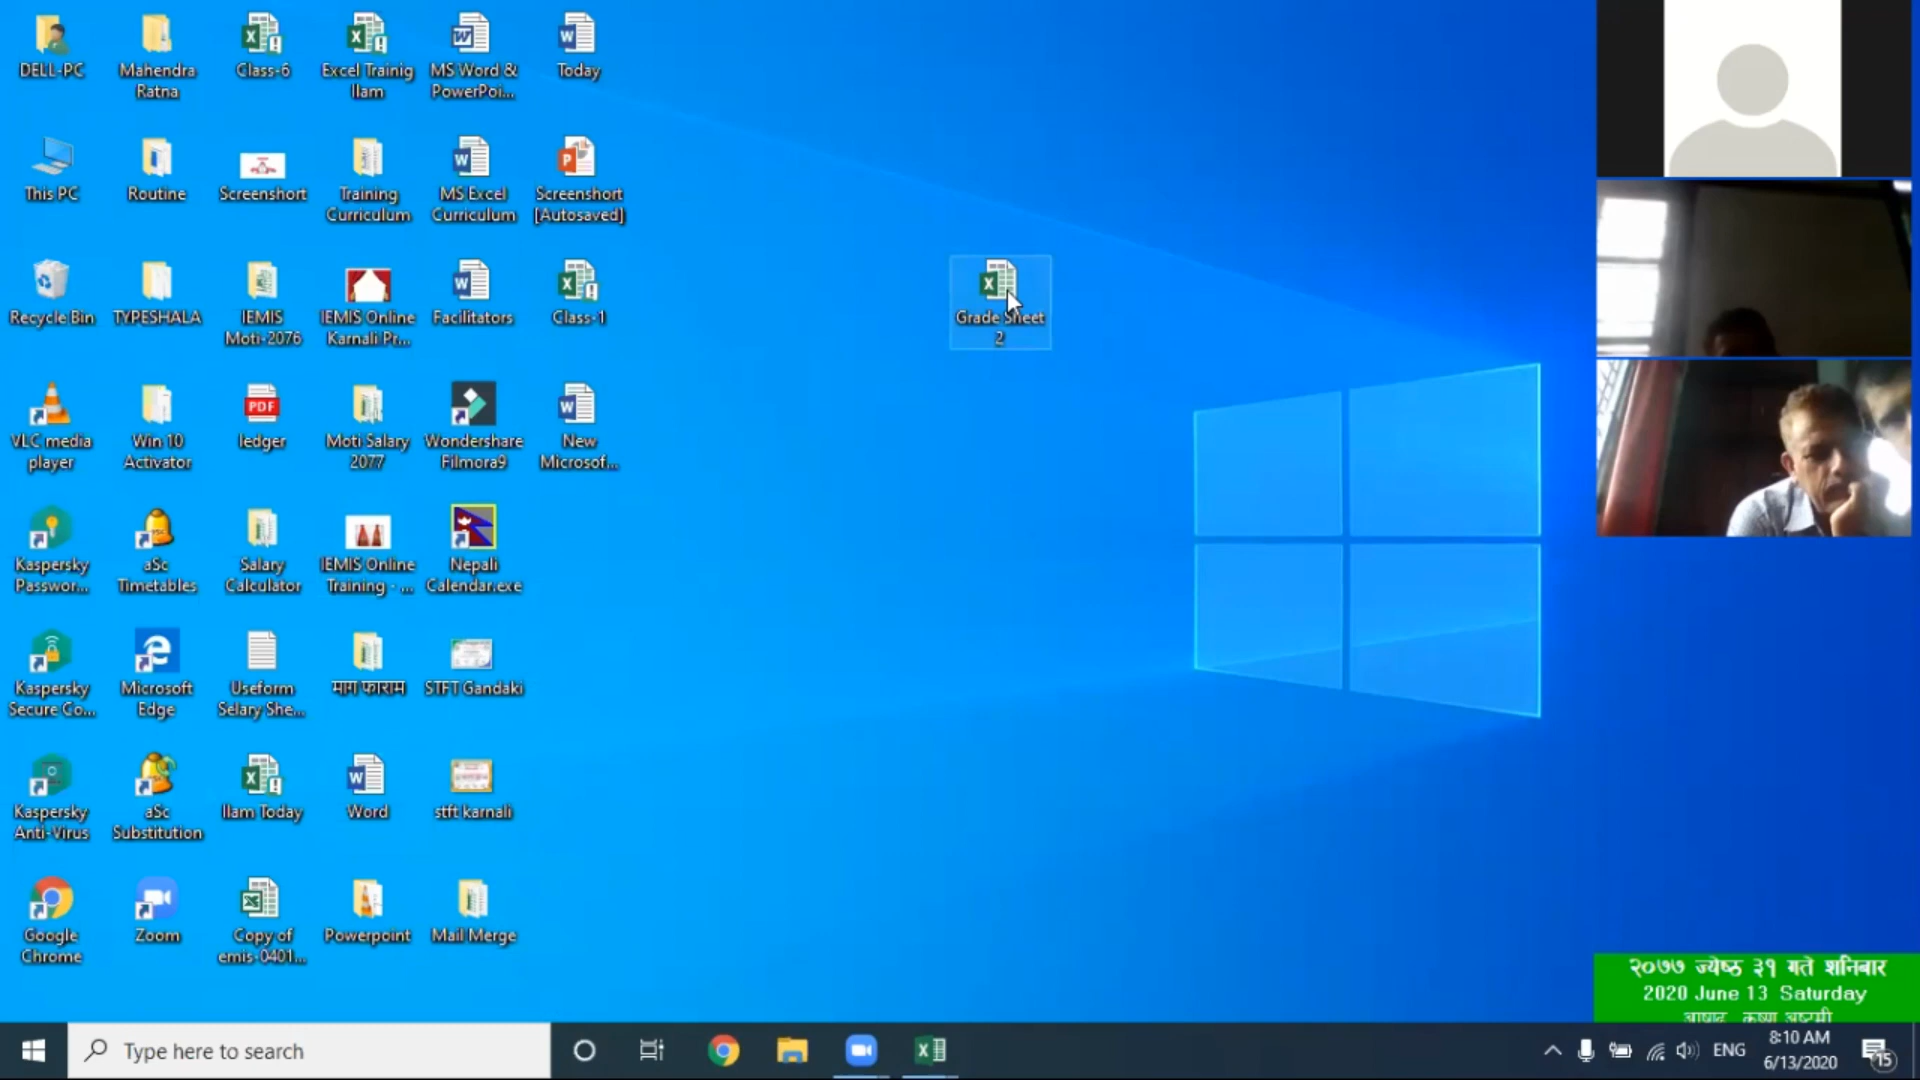 DELL-PC
Mahendra
Ratna
Class-6
Excel Trainig
Ilam
MS Word &
PowerPoi...
Today
This PC
Routine
Screenshort
Training
Curriculum
MS Excel
Curriculum
Screenshort
[Autosaved]
Recycle Bin
TYPESHALA
IEMIS
Moti-2076
IEMIS Online
Karnali Pr...
Facilitators
Class-1
Grade Sheet
2
VLC media
player
Win 10
Activator
PDF
ledger
Moti Salary
2077
Wondershare
Filmora9
New
Microsof...
Kaspersky
Passwor...
aSc
Timetables
Salary
Calculator
IEMIS Online
Training - ...
Nepali
Calendar.exe
Kaspersky
Secure Co...
Microsoft
Edge
Useform
Selary She...
माग फाराम
STFT Gandaki
Kaspersky
Anti-Virus
aSc
Substitution
Ilam Today
Word
stft karnali
Google
Chrome
Zoom
Copy of
emis-0401...
Powerpoint
Mail Merge
२०७७ ज्येष्ठ ३१ गते शनिबार
2020 June 13 Saturday
Type here to search
ENG
8:10 AM
6/13/2020
15